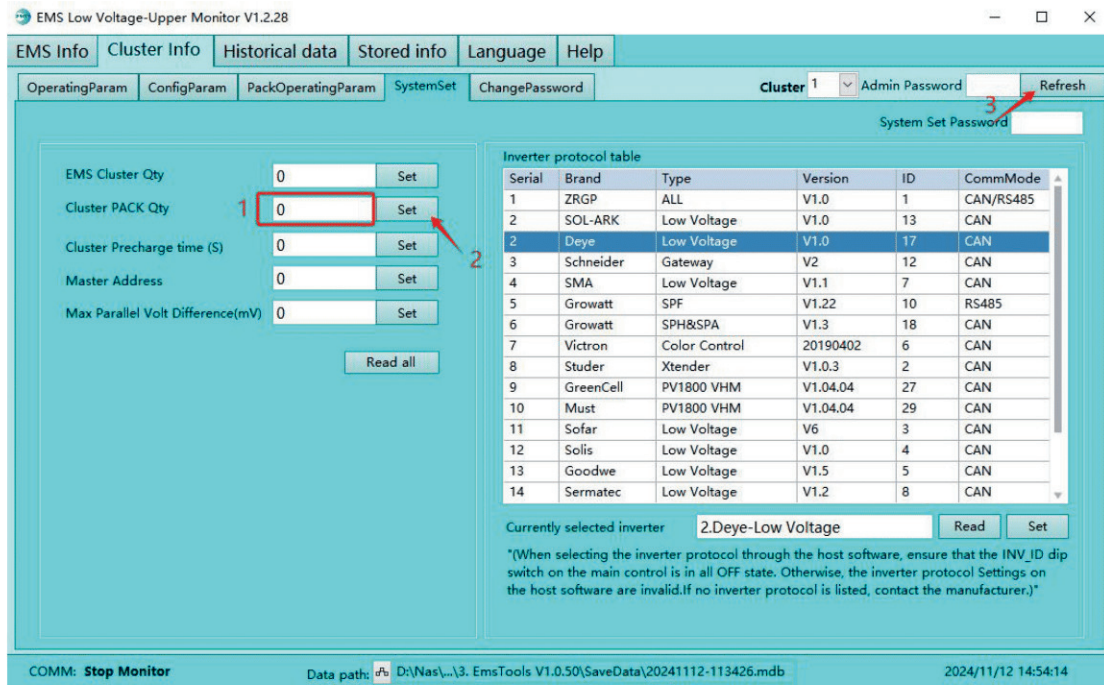 EMS Low Voltage-Upper Monitor V1.2.28
EMS Info Cluster Info Historical data Stored info Language Help
OperatingParam ConfigParam PackOperatingParam SystemSet ChangePassword Cluster 1 Admin Password Refresh
3
System Set Password
EMS Cluster Qty 0 Set
Cluster PACK Qty 1 0 Set
2
Cluster Precharge time (S) 0 Set
Master Address 0 Set
Max Parallel Volt Difference(mV) 0 Set
Read all
Inverter protocol table
Serial Brand Type Version ID CommMode
1 ZRGP ALL V1.0 1 CAN/RS485
2 SOL-ARK Low Voltage V1.0 13 CAN
2 Deye Low Voltage V1.0 17 CAN
3 Schneider Gateway V2 12 CAN
4 SMA Low Voltage V1.1 7 CAN
5 Growatt SPF V1.22 10 RS485
6 Growatt SPH&SPA V1.3 18 CAN
7 Victron Color Control 20190402 6 CAN
8 Studer Xtender V1.0.3 2 CAN
9 GreenCell PV1800 VHM V1.04.04 27 CAN
10 Must PV1800 VHM V1.04.04 29 CAN
11 Sofar Low Voltage V6 3 CAN
12 Solis Low Voltage V1.0 4 CAN
13 Goodwe Low Voltage V1.5 5 CAN
14 Sermatec Low Voltage V1.2 8 CAN
Currently selected inverter 2.Deye-Low Voltage Read Set
"(When selecting the inverter protocol through the host software, ensure that the INV_ID dip
switch on the main control is in all OFF state. Otherwise, the inverter protocol Settings on
the host software are invalid.If no inverter protocol is listed, contact the manufacturer.)"
COMM: Stop Monitor Data path: D:\Nas\...\3. EmsTools V1.0.50\SaveData\20241112-113426.mdb 2024/11/12 14:54:14